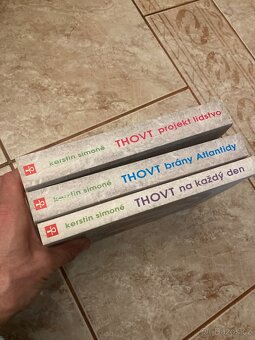 kerstin simoné THOVT projekt lidstvo
kerstin simoné THOVT brány Atlantidy
kerstin simoné THOVT na každý den